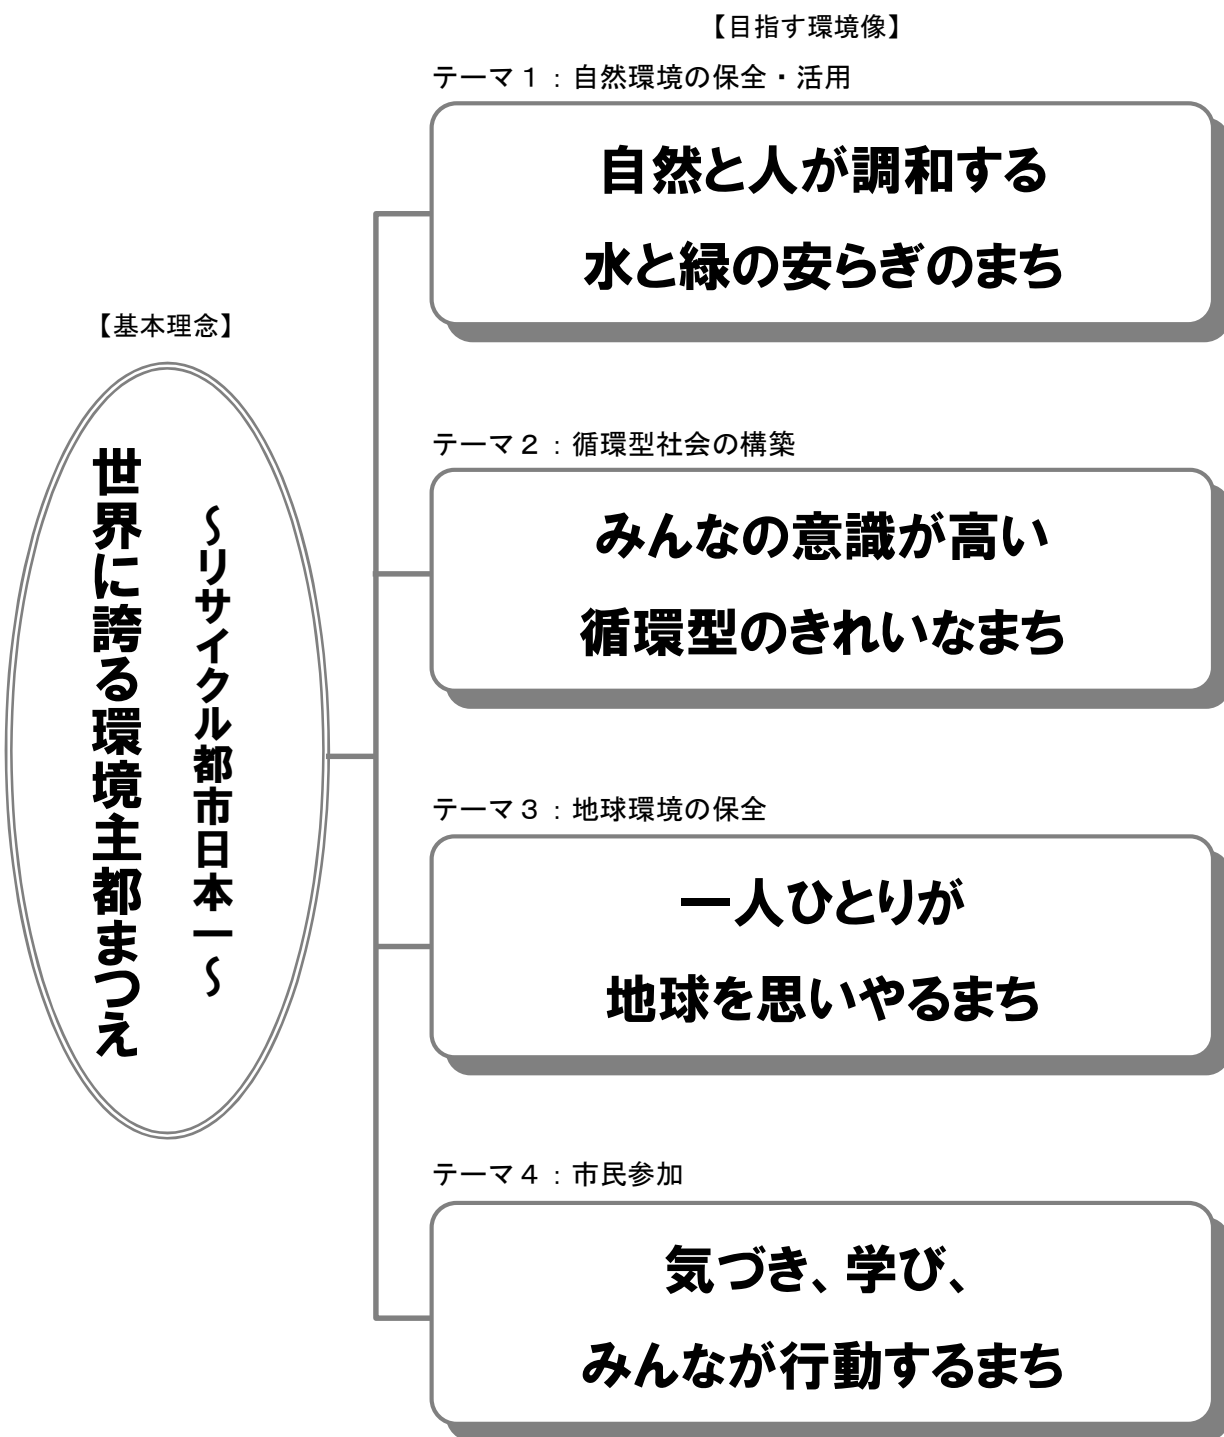 【目指す環境像】
テーマ１：自然環境の保全・活用
自然と人が調和する
水と緑の安らぎのまち
【基本理念】
～リサイクル都市日本一～
世界に誇る環境主都まつえ
テーマ２：循環型社会の構築
みんなの意識が高い
循環型のきれいなまち
テーマ３：地球環境の保全
一人ひとりが
地球を思いやるまち
テーマ４：市民参加
気づき、学び、
みんなが行動するまち